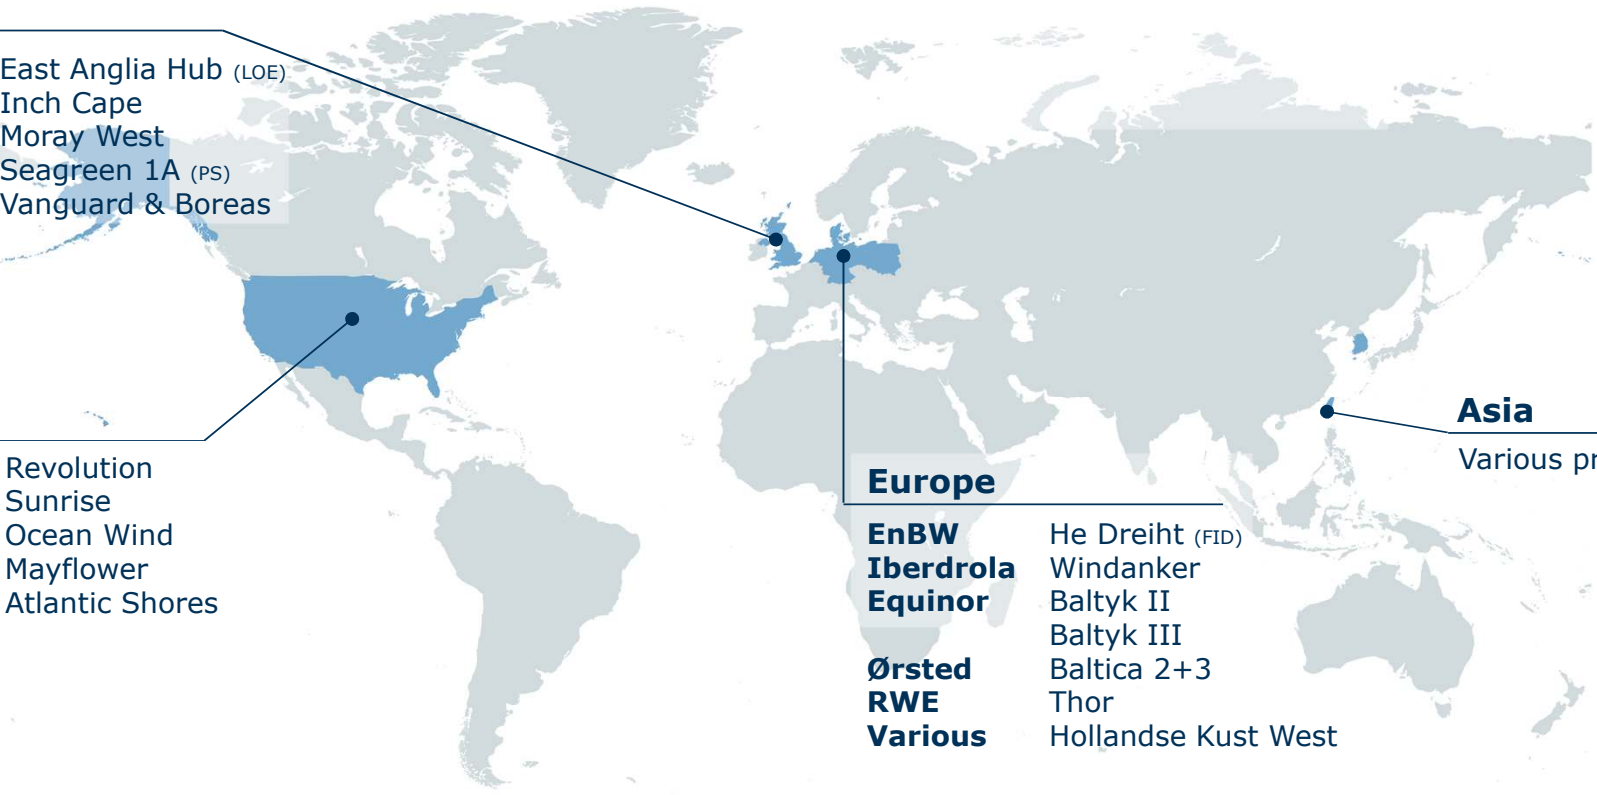 East Anglia Hub (LOE)
Inch Cape
Moray West
Seagreen 1A (PS)
Vanguard & Boreas
Revolution
Sunrise
Ocean Wind
Mayflower
Atlantic Shores
Europe
EnBW He Dreiht (FID)
Iberdrola Windanker
Equinor Baltyk II
Baltyk III
Ørsted Baltica 2+3
RWE Thor
Various Hollandse Kust West
Asia
Various